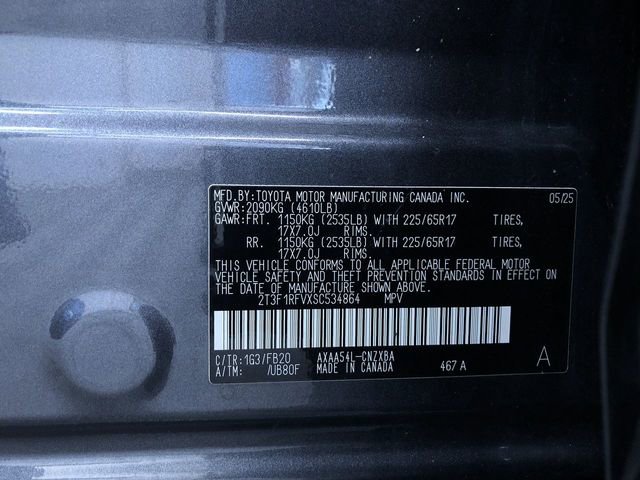 MFD. BY: TOYOTA MOTOR MANUFACTURING CANADA INC. 05/25
GVWR: 2090KG (4610LB)
GAWR: FRT. 1150KG (2535LB) WITH 225/65R17 TIRES,
17X7.0J RIMS.
RR. 1150KG (2535LB) WITH 225/65R17 TIRES,
17X7.0J RIMS.
THIS VEHICLE CONFORMS TO ALL APPLICABLE FEDERAL MOTOR
VEHICLE SAFETY AND THEFT PREVENTION STANDARDS IN EFFECT ON
THE DATE OF MANUFACTURE SHOWN ABOVE.
2T3F1RFVXSC534864 MPV
C/TR: 1G3/FB20 AXAA54L-CNZXBA A
A/TM: /UB80F MADE IN CANADA 467 A